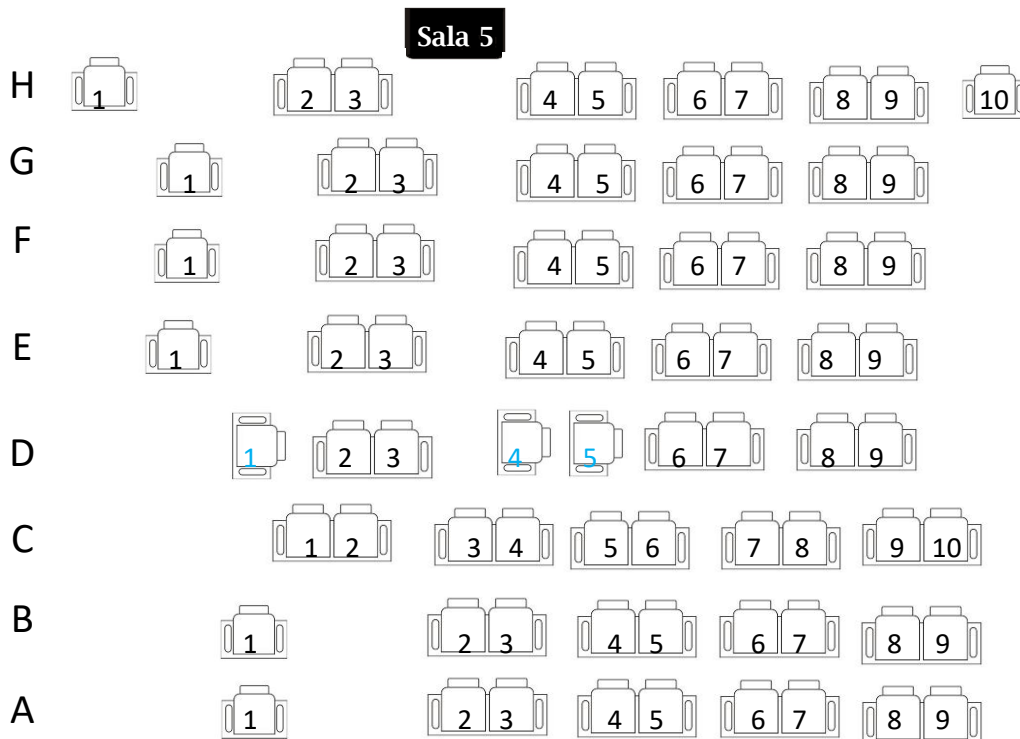 Sala 5
H 1 2 3 4 5 6 7 8 9 10
G 1 2 3 4 5 6 7 8 9
F 1 2 3 4 5 6 7 8 9
E 1 2 3 4 5 6 7 8 9
D 1 2 3 4 5 6 7 8 9
C 1 2 3 4 5 6 7 8 9 10
B 1 2 3 4 5 6 7 8 9
A 1 2 3 4 5 6 7 8 9